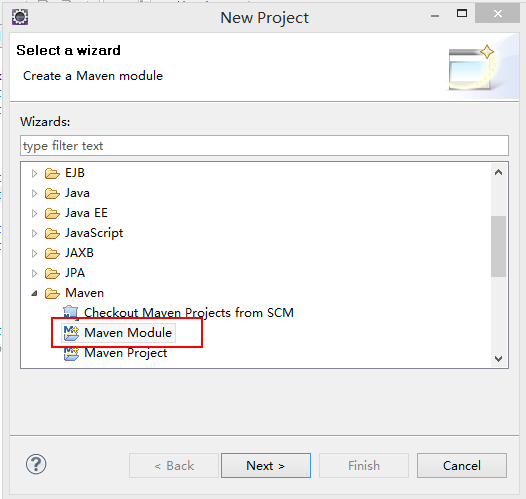 New Project
Select a wizard
Create a Maven module
Wizards:
type filter text
EJB
Java
Java EE
JavaScript
JAXB
JPA
Maven
Checkout Maven Projects from SCM
Maven Module
Maven Project
< Back
Next >
Finish
Cancel